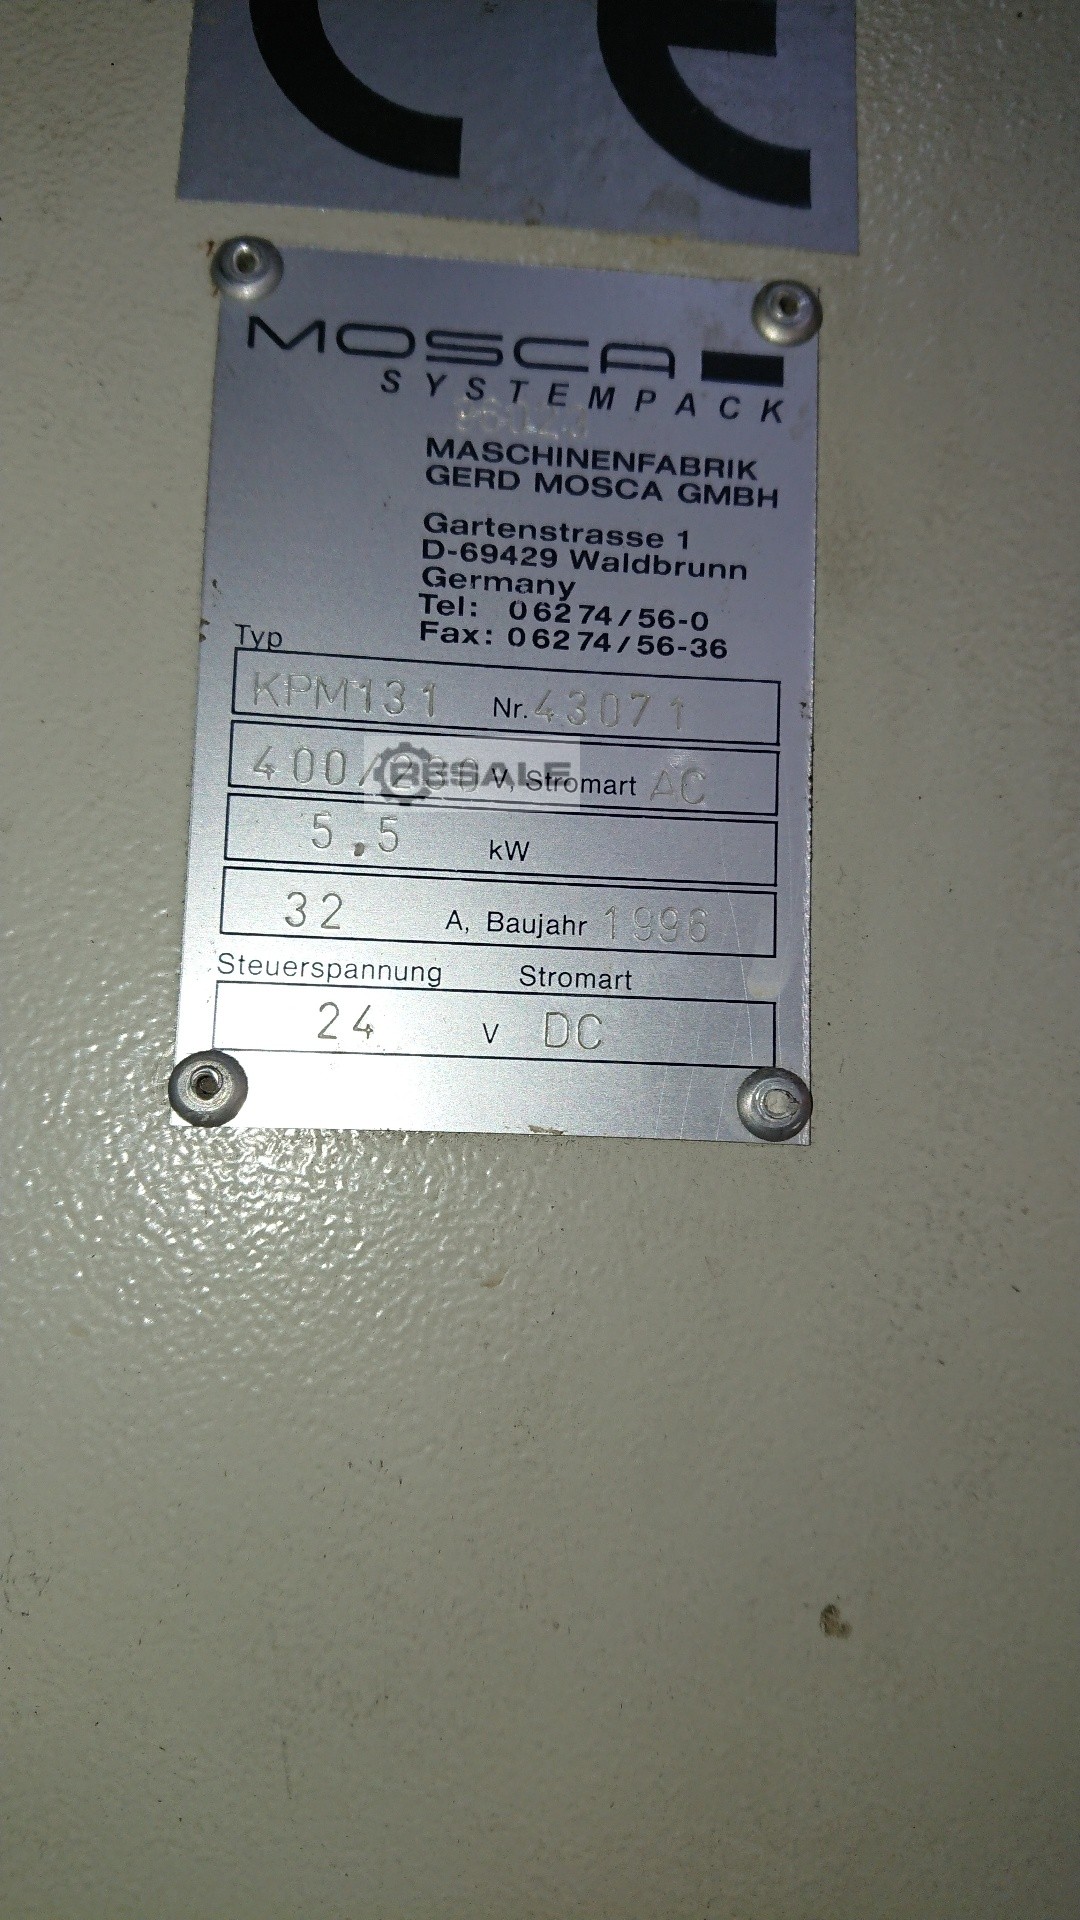 CE
MOSCA
SYSTEMPACK
MASCHINENFABRIK
GERD MOSCA GMBH
Gartenstrasse 1
D-69429 Waldbrunn
Germany
Tel: 06274/56-0
Fax: 06274/56-36
Typ
KPM131 Nr. 43071
400/230 V, Stromart AC
RESALE
5,5 kW
32 A, Baujahr 1996
Steuerspannung Stromart
24 V DC